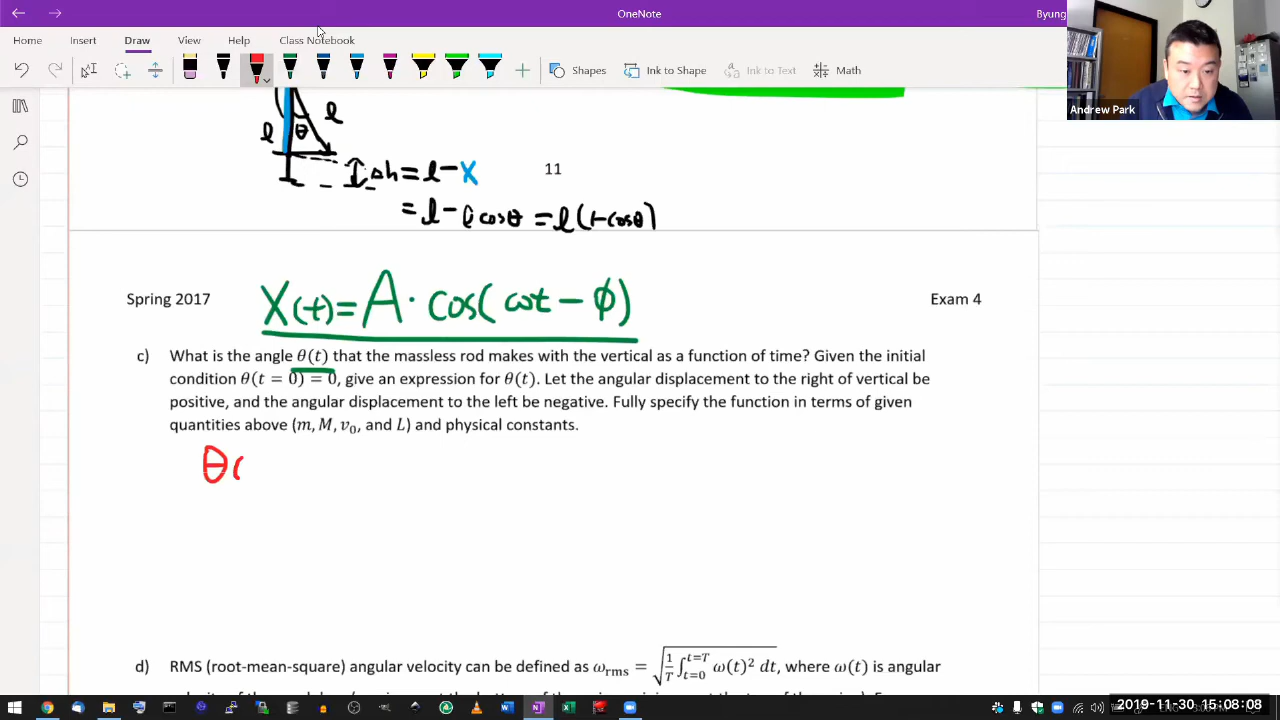 OneNote
Byung
Home Insert Draw View Help Class Notebook
Shapes Ink to Shape Ink to Text Math
Andrew Park
l
l
θ
Δh = l - x
11
= l - l cosθ = l(1-cosθ)
Spring 2017
X(t) = A · cos(ωt - ϕ)
Exam 4
c) What is the angle θ(t) that the massless rod makes with the vertical as a function of time? Given the initial
condition θ(t = 0) = 0, give an expression for θ(t). Let the angular displacement to the right of vertical be
positive, and the angular displacement to the left be negative. Fully specify the function in terms of given
quantities above (m, M, v₀, and L) and physical constants.
θ(
d) RMS (root-mean-square) angular velocity can be defined as ω_rms = √(1/T ∫_{t=0}^{t=T} ω(t)² dt), where ω(t) is angular
2019-11-30 15:08:08